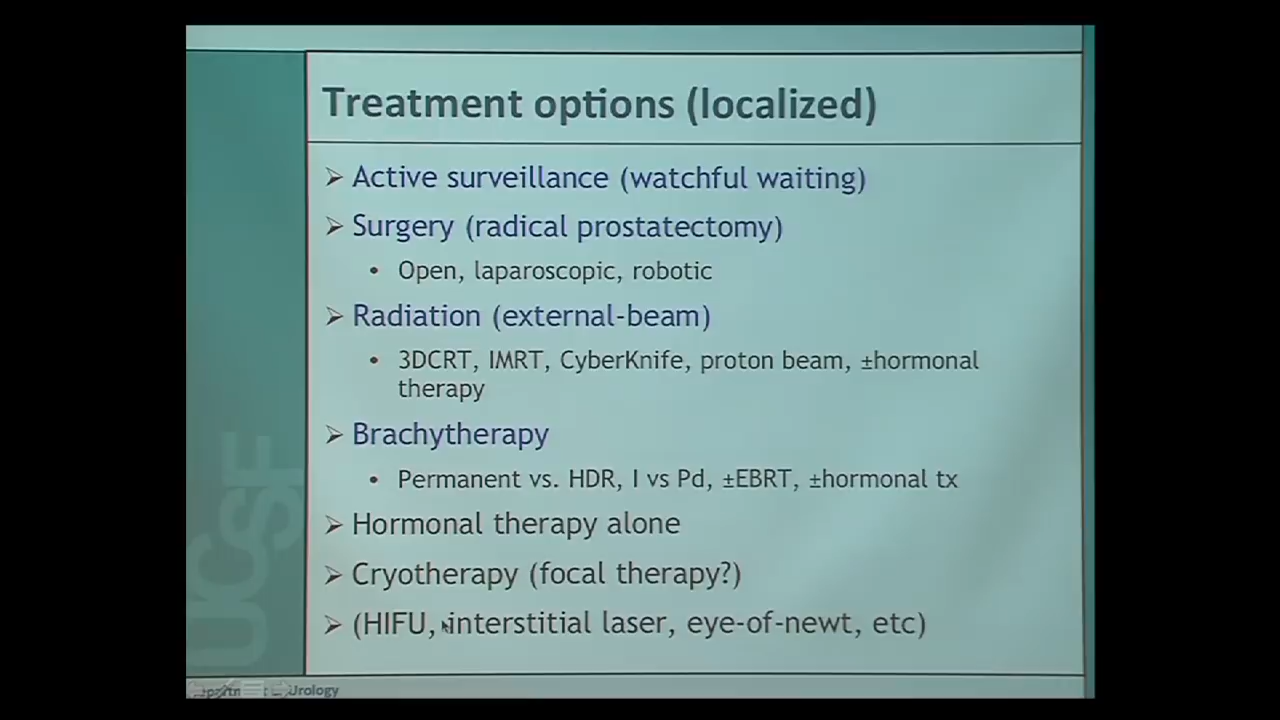 Treatment options (localized)
Active surveillance (watchful waiting)
Surgery (radical prostatectomy)
Open, laparoscopic, robotic
Radiation (external-beam)
3DCRT, IMRT, CyberKnife, proton beam, ±hormonal
therapy
Brachytherapy
Permanent vs. HDR, I vs Pd, ±EBRT, ±hormonal tx
Hormonal therapy alone
Cryotherapy (focal therapy?)
(HIFU, interstitial laser, eye-of-newt, etc)
UCSF
Urology